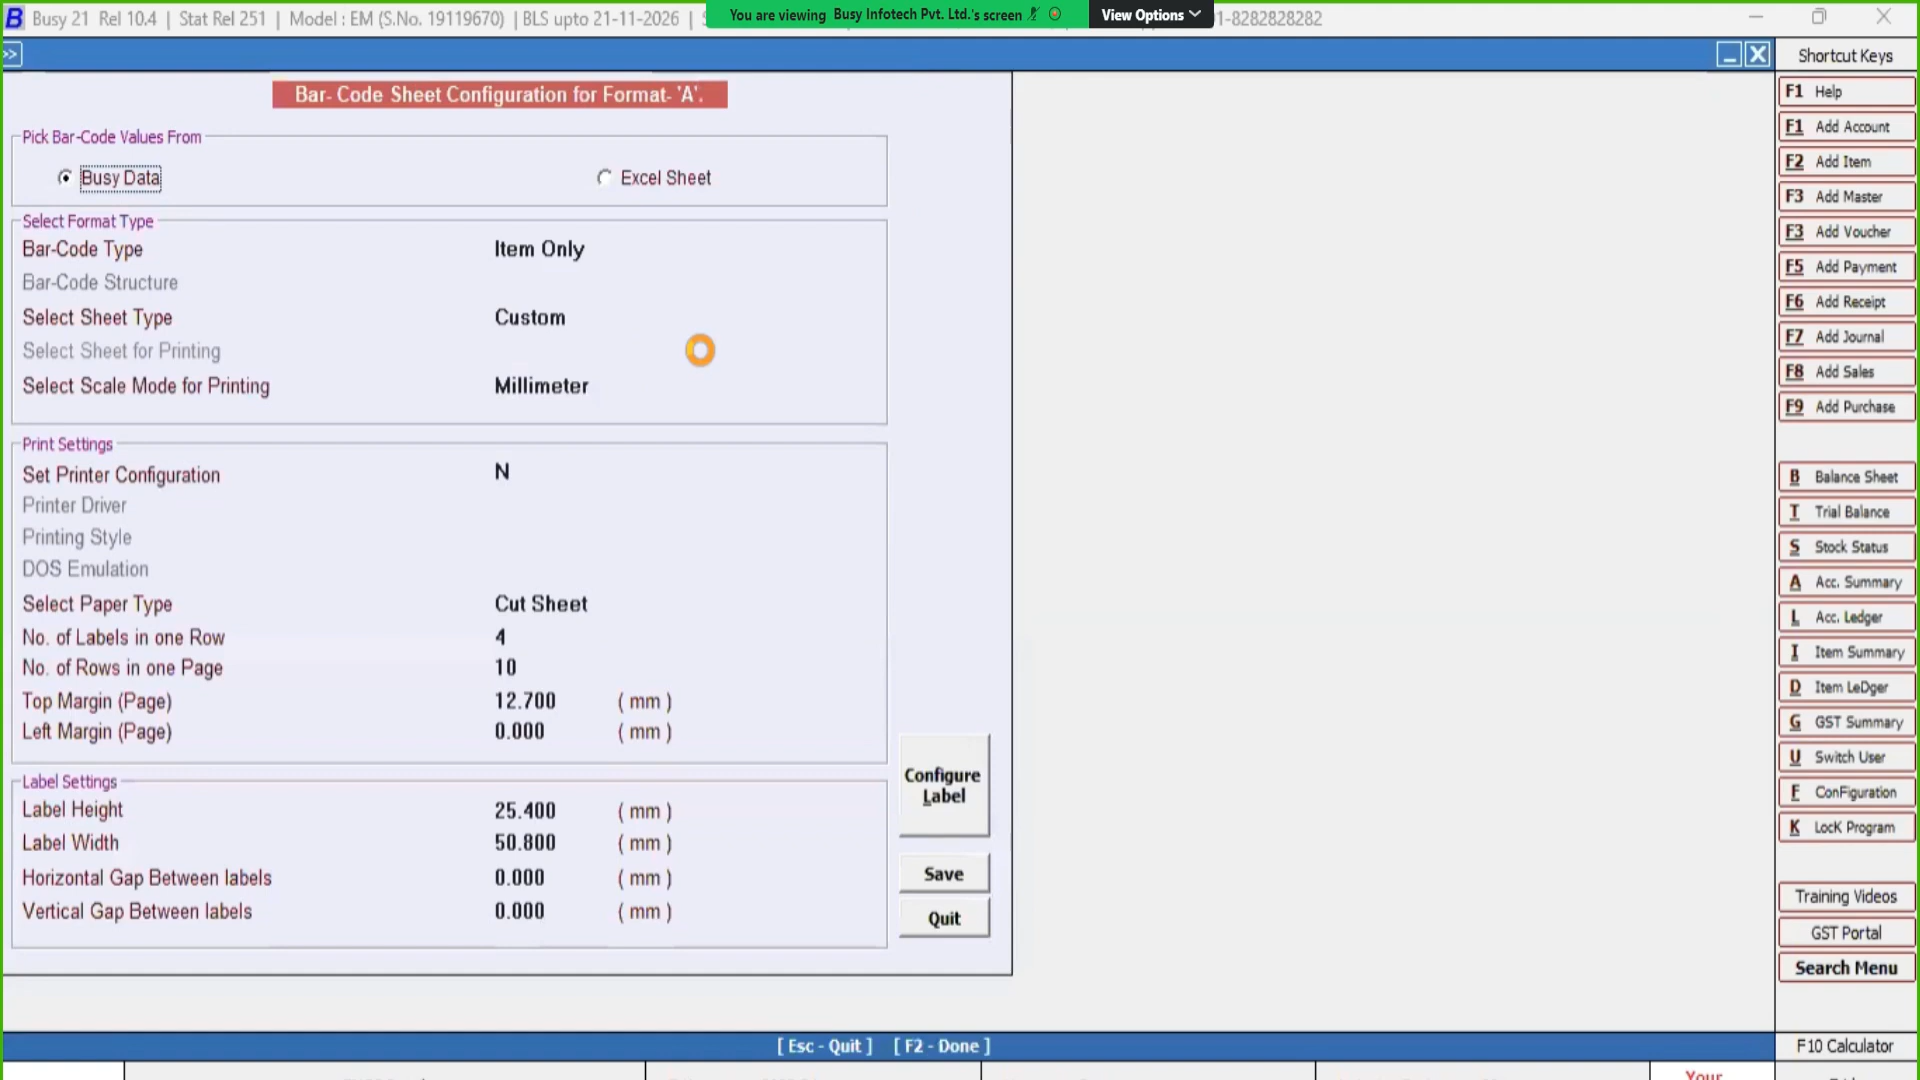 Busy 21 Rel 10.4 | Stat Rel 251 | Model : EM (S.No. 19119670) | BLS upto 21-11-2026 |
You are viewing Busy Infotech Pvt. Ltd.'s screen
View Options
1-8282828282
>>
Bar- Code Sheet Configuration for Format- 'A'.
Pick Bar-Code Values From
Busy Data
Excel Sheet
Select Format Type
Bar-Code Type Item Only
Bar-Code Structure
Select Sheet Type Custom
Select Sheet for Printing
Select Scale Mode for Printing Millimeter
Print Settings
Set Printer Configuration N
Printer Driver
Printing Style
DOS Emulation
Select Paper Type Cut Sheet
No. of Labels in one Row 4
No. of Rows in one Page 10
Top Margin (Page) 12.700 ( mm )
Left Margin (Page) 0.000 ( mm )
Label Settings
Label Height 25.400 ( mm )
Label Width 50.800 ( mm )
Horizontal Gap Between labels 0.000 ( mm )
Vertical Gap Between labels 0.000 ( mm )
Configure
Label
Save
Quit
[ Esc - Quit ] [ F2 - Done ]
Shortcut Keys
F1 Help
F1 Add Account
F2 Add Item
F3 Add Master
F3 Add Voucher
F5 Add Payment
F6 Add Receipt
F7 Add Journal
F8 Add Sales
F9 Add Purchase
B Balance Sheet
T Trial Balance
S Stock Status
A Acc. Summary
L Acc. Ledger
I Item Summary
D Item LeDger
G GST Summary
U Switch User
F ConFiguration
K LocK Program
Training Videos
GST Portal
Search Menu
F10 Calculator
Your